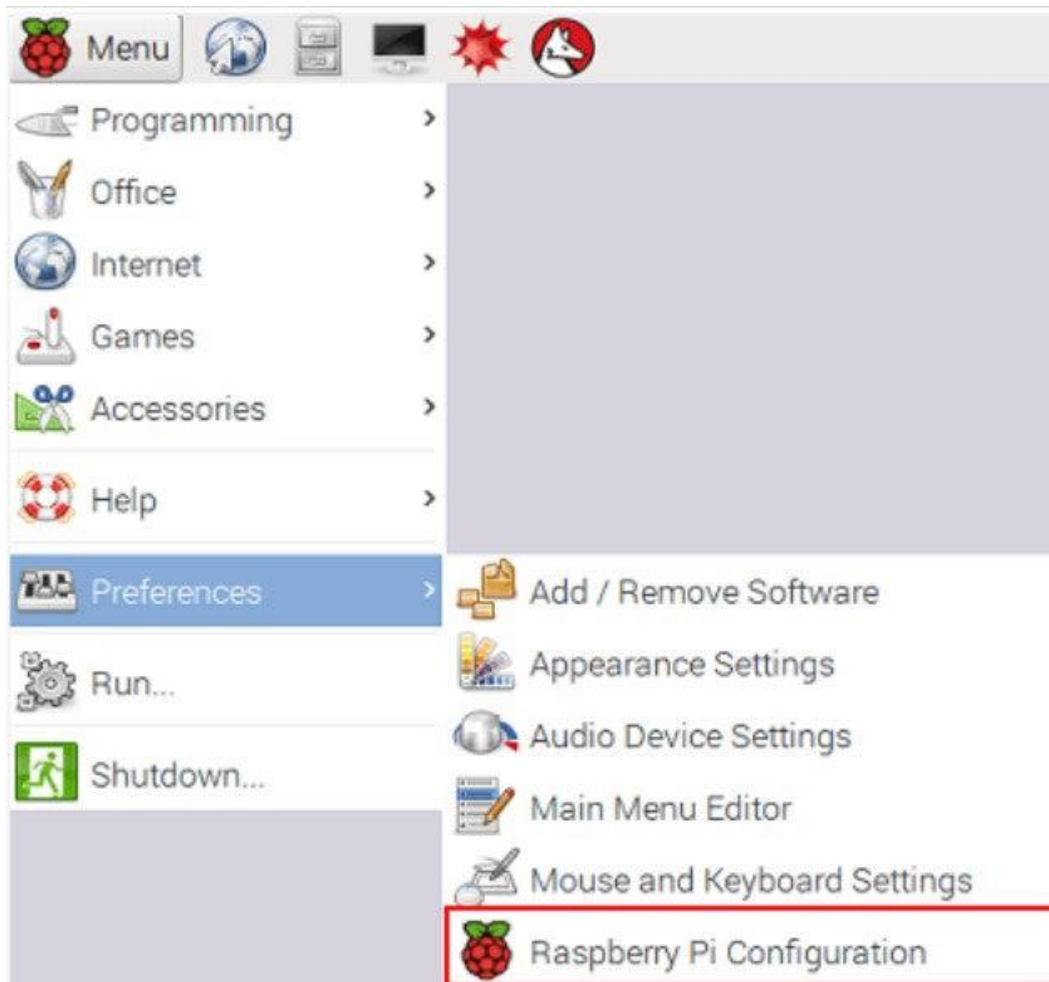 Menu
Programming
Office
Internet
Games
Accessories
Help
Preferences
Run...
Shutdown...
Add / Remove Software
Appearance Settings
Audio Device Settings
Main Menu Editor
Mouse and Keyboard Settings
Raspberry Pi Configuration